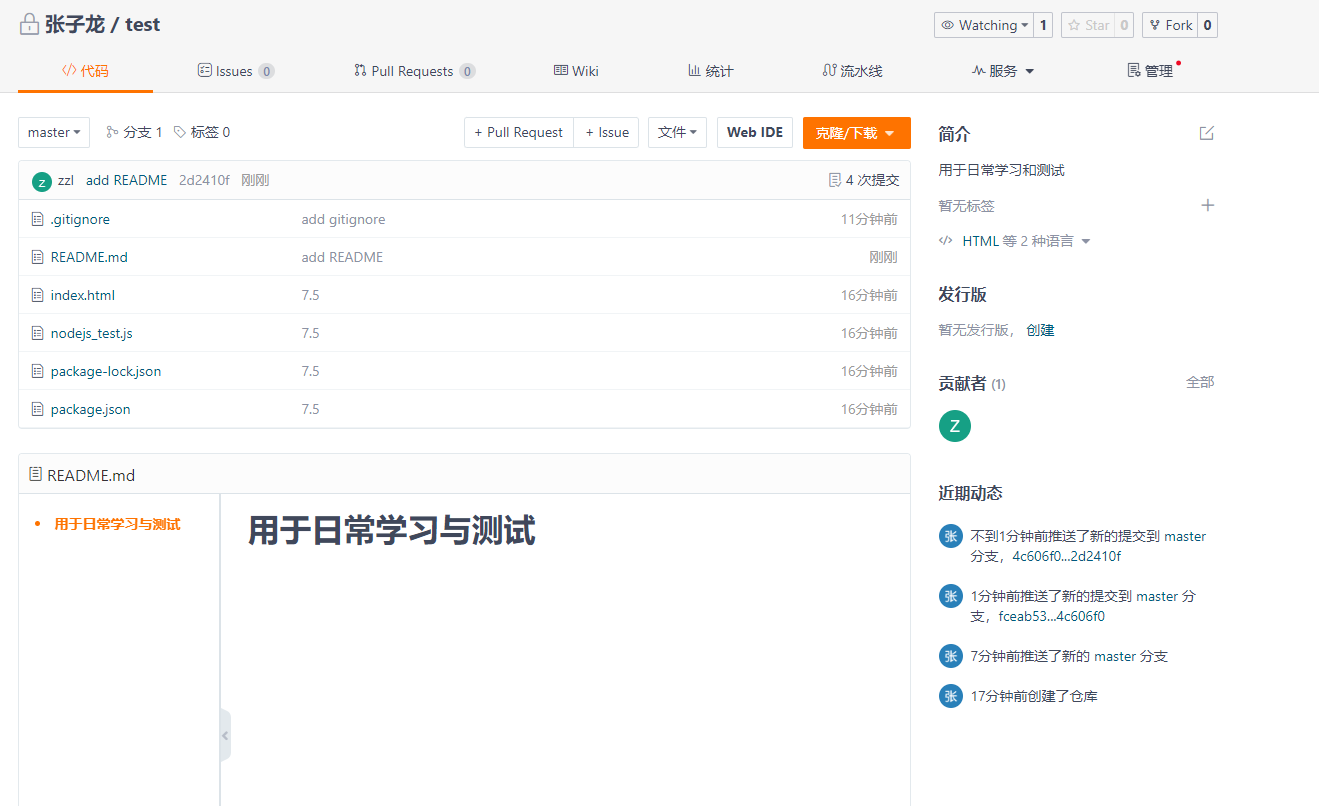 张子龙 / test
Watching 1 Star 0 Fork 0
代码 Issues 0 Pull Requests 0 Wiki 统计 流水线 服务 管理
master 分支 1 标签 0 + Pull Request + Issue 文件 Web IDE 克隆/下载
z zzl add README 2d2410f 刚刚 4 次提交
.gitignore add gitignore 11分钟前
README.md add README 刚刚
index.html 7.5 16分钟前
nodejs_test.js 7.5 16分钟前
package-lock.json 7.5 16分钟前
package.json 7.5 16分钟前
README.md
用于日常学习与测试
用于日常学习与测试
简介
用于日常学习和测试
暂无标签
HTML 等 2 种语言
发行版
暂无发行版， 创建
贡献者 (1) 全部
Z
近期动态
张 不到1分钟前推送了新的提交到 master
分支，4c606f0...2d2410f
张 1分钟前推送了新的提交到 master 分
支，fceab53...4c606f0
张 7分钟前推送了新的 master 分支
张 17分钟前创建了仓库